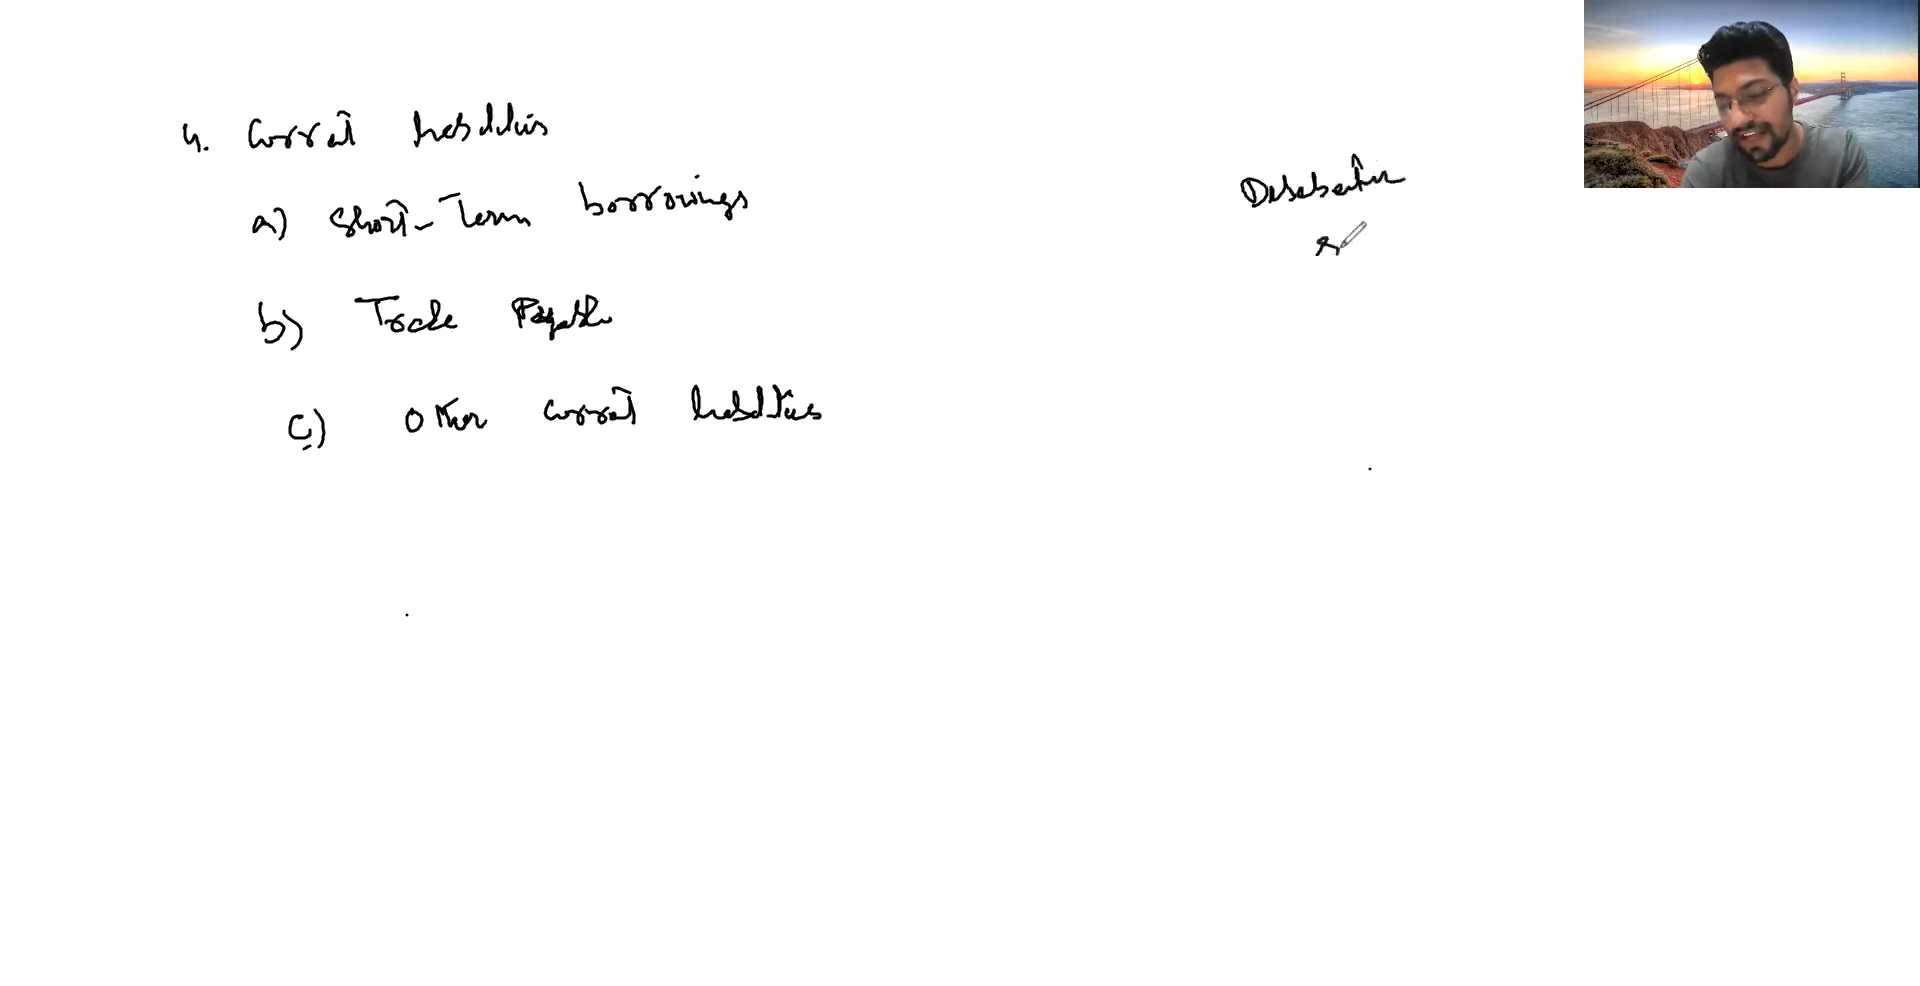 4. Current liabilities
a) Short-Term borrowings
b) Trade Payable
c) Other current liabilities
Debenture